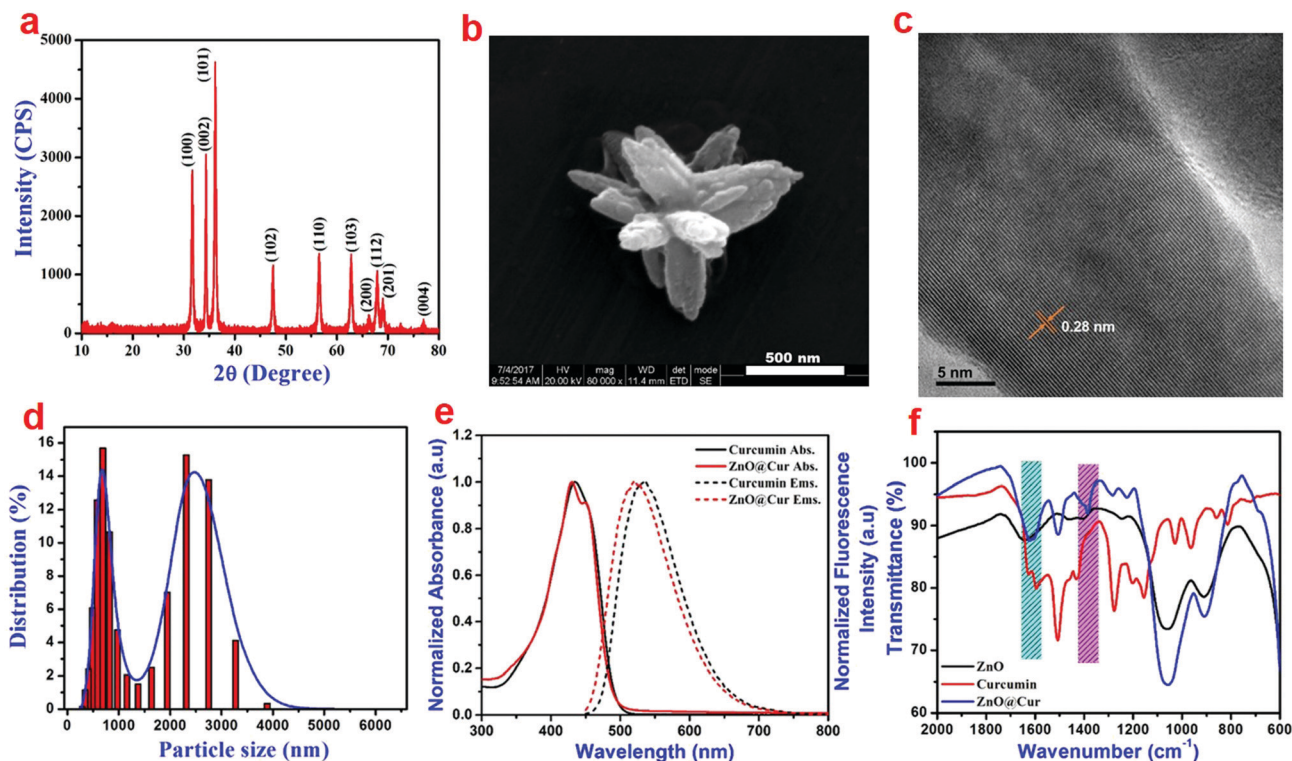 a
Intensity (CPS)
5000
4000
3000
2000
1000
0
(100)
(002)
(101)
(102)
(110)
(103)
(200)
(112)
(201)
(004)
10 20 30 40 50 60 70 80
2θ (Degree)
b
500 nm
7/4/2017 HV mag WD det mode
9:52:54 AM 20.00 kV 80 000 x 11.4 mm ETD SE
c
0.28 nm
5 nm
d
Distribution (%)
16
14
12
10
8
6
4
2
0
0 1000 2000 3000 4000 5000 6000
Particle size (nm)
e
Normalized Absorbance (a.u)
1.2
1.0
0.8
0.6
0.4
0.2
0.0
Curcumin Abs.
ZnO@Cur Abs.
Curcumin Ems.
ZnO@Cur Ems.
300 400 500 600 700 800
Wavelength (nm)
Normalized Fluorescence
Intensity (a.u)
f
Transmittance (%)
100
90
80
70
60
ZnO
Curcumin
ZnO@Cur
2000 1800 1600 1400 1200 1000 800 600
Wavenumber (cm⁻¹)